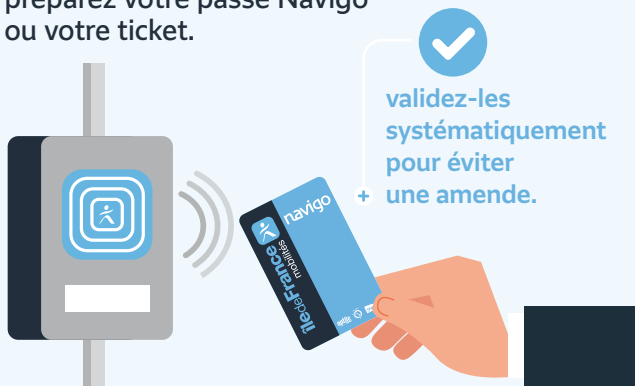 préparez votre passe Navigo
ou votre ticket.
validez-les
systématiquement
pour éviter
une amende.
+
navigo
îledeFrance
mobilités